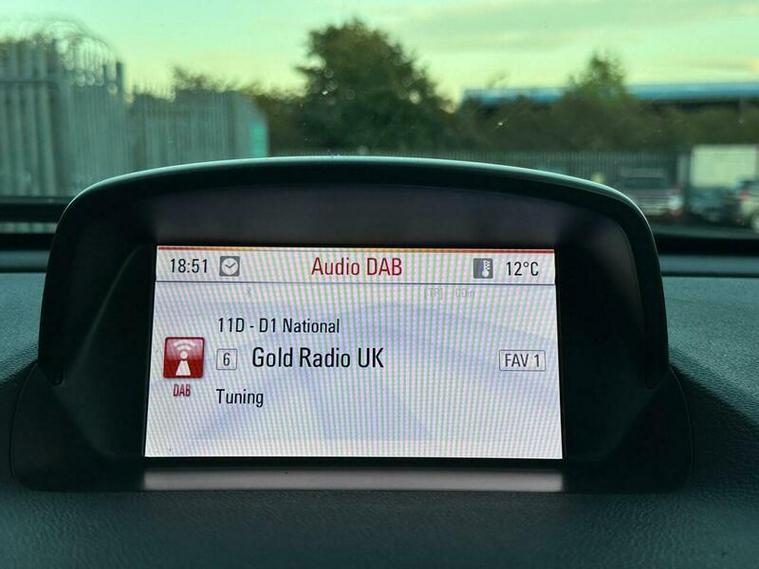 18:51 Audio DAB 12°C
11D - D1 National
6 Gold Radio UK FAV 1
DAB
Tuning